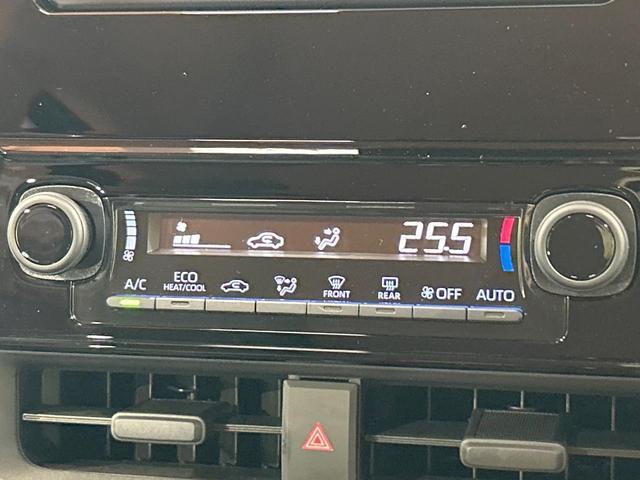 25.5
A/C
ECO
HEAT/COOL
FRONT
REAR
OFF
AUTO